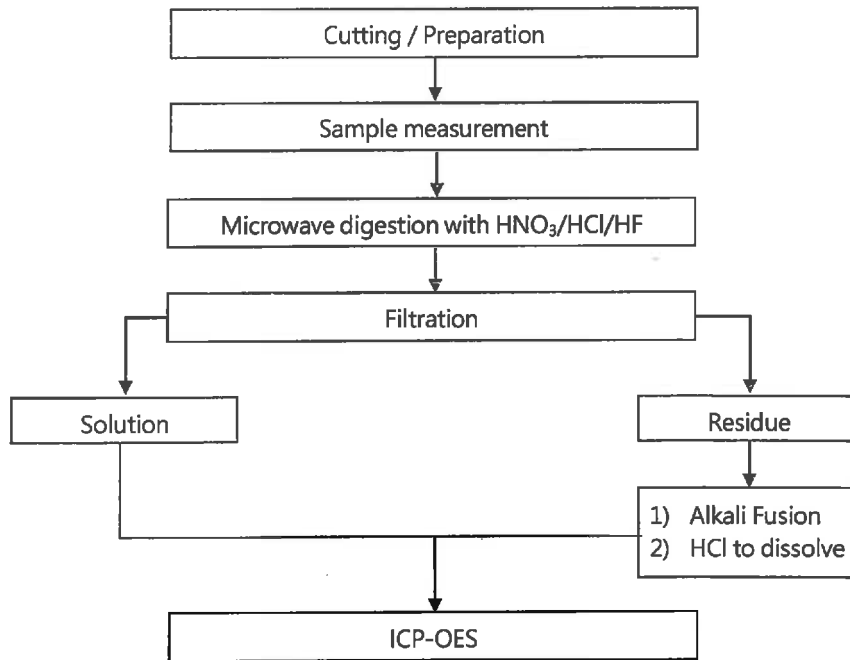 Cutting / Preparation
Sample measurement
Microwave digestion with HNO₃/HCl/HF
Filtration
Solution
Residue
1) Alkali Fusion
2) HCl to dissolve
ICP-OES